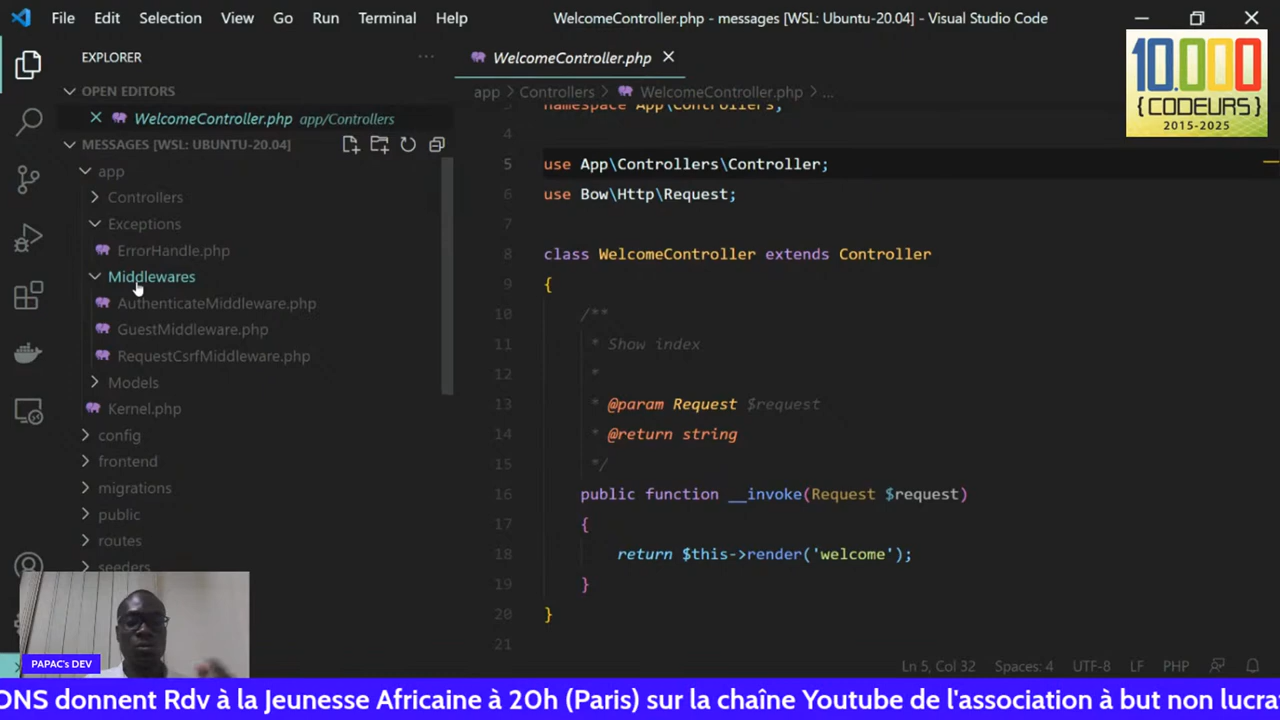 File Edit Selection View Go Run Terminal Help
WelcomeController.php - messages [WSL: Ubuntu-20.04] - Visual Studio Code
10.000
{CODEURS}
2015-2025
EXPLORER
OPEN EDITORS
WelcomeController.php app/Controllers
MESSAGES [WSL: UBUNTU-20.04]
app
Controllers
Exceptions
ErrorHandle.php
Middlewares
AuthenticateMiddleware.php
GuestMiddleware.php
RequestCsrfMiddleware.php
Models
Kernel.php
config
frontend
migrations
public
routes
seeders
WelcomeController.php
app > Controllers > WelcomeController.php > ...
namespace App\Controllers;
4
5 use App\Controllers\Controller;
6 use Bow\Http\Request;
7
8 class WelcomeController extends Controller
9 {
10 /**
11 * Show index
12 *
13 * @param Request $request
14 * @return string
15 */
16 public function __invoke(Request $request)
17 {
18 return $this->render('welcome');
19 }
20 }
21
PAPAC's DEV
Ln 5, Col 32 Spaces: 4 UTF-8 LF PHP
DNS donnent Rdv à la Jeunesse Africaine à 20h (Paris) sur la chaîne Youtube de l'association à but non lucra